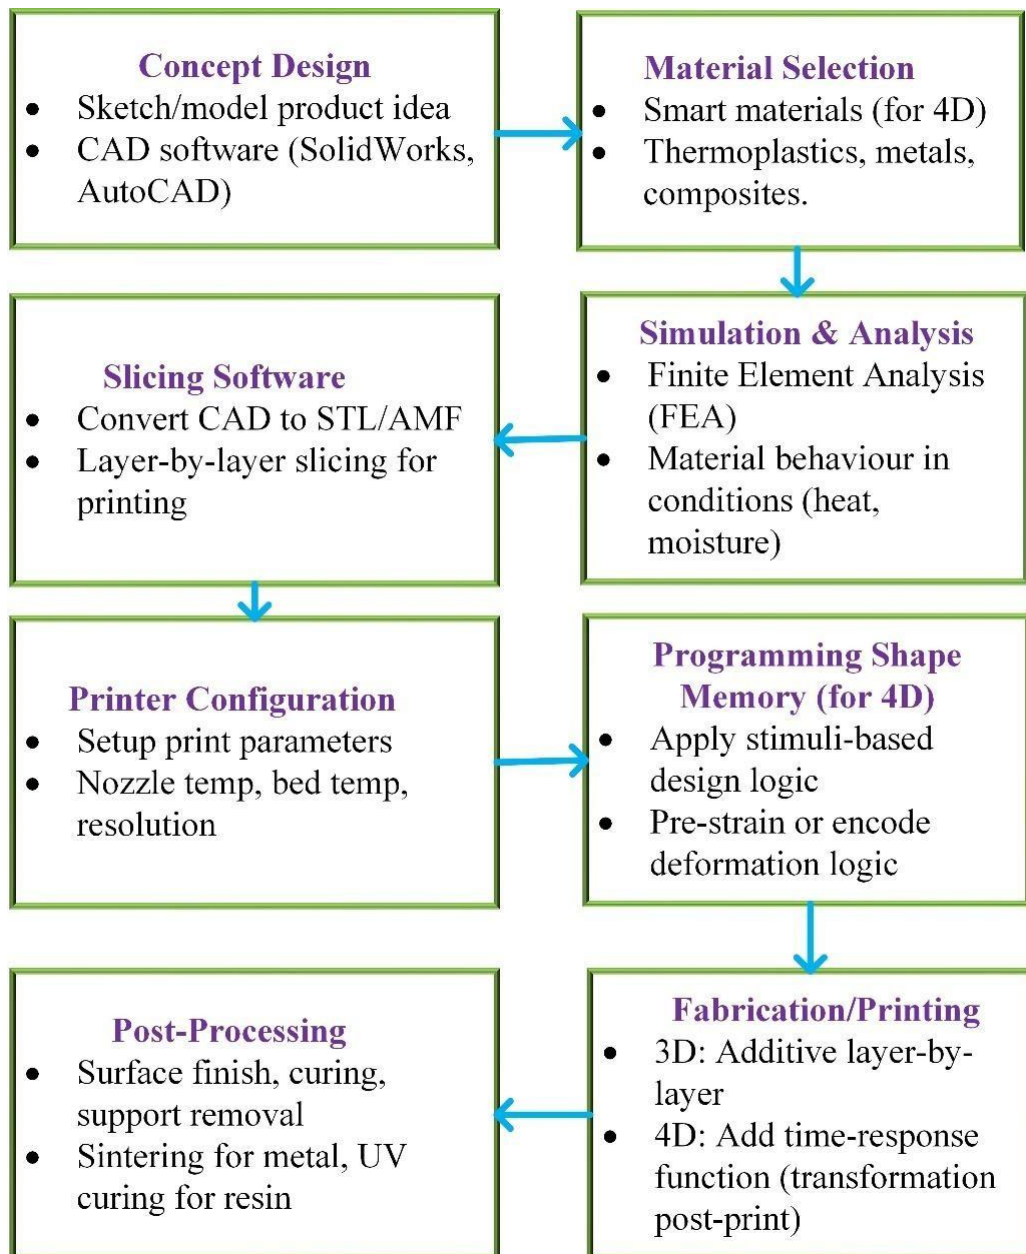 Concept Design
• Sketch/model product idea
• CAD software (SolidWorks,
AutoCAD)
Material Selection
• Smart materials (for 4D)
• Thermoplastics, metals,
composites.
Simulation & Analysis
• Finite Element Analysis
(FEA)
• Material behaviour in
conditions (heat,
moisture)
Slicing Software
• Convert CAD to STL/AMF
• Layer-by-layer slicing for
printing
Printer Configuration
• Setup print parameters
• Nozzle temp, bed temp,
resolution
Programming Shape
Memory (for 4D)
• Apply stimuli-based
design logic
• Pre-strain or encode
deformation logic
Fabrication/Printing
• 3D: Additive layer-by-
layer
• 4D: Add time-response
function (transformation
post-print)
Post-Processing
• Surface finish, curing,
support removal
• Sintering for metal, UV
curing for resin